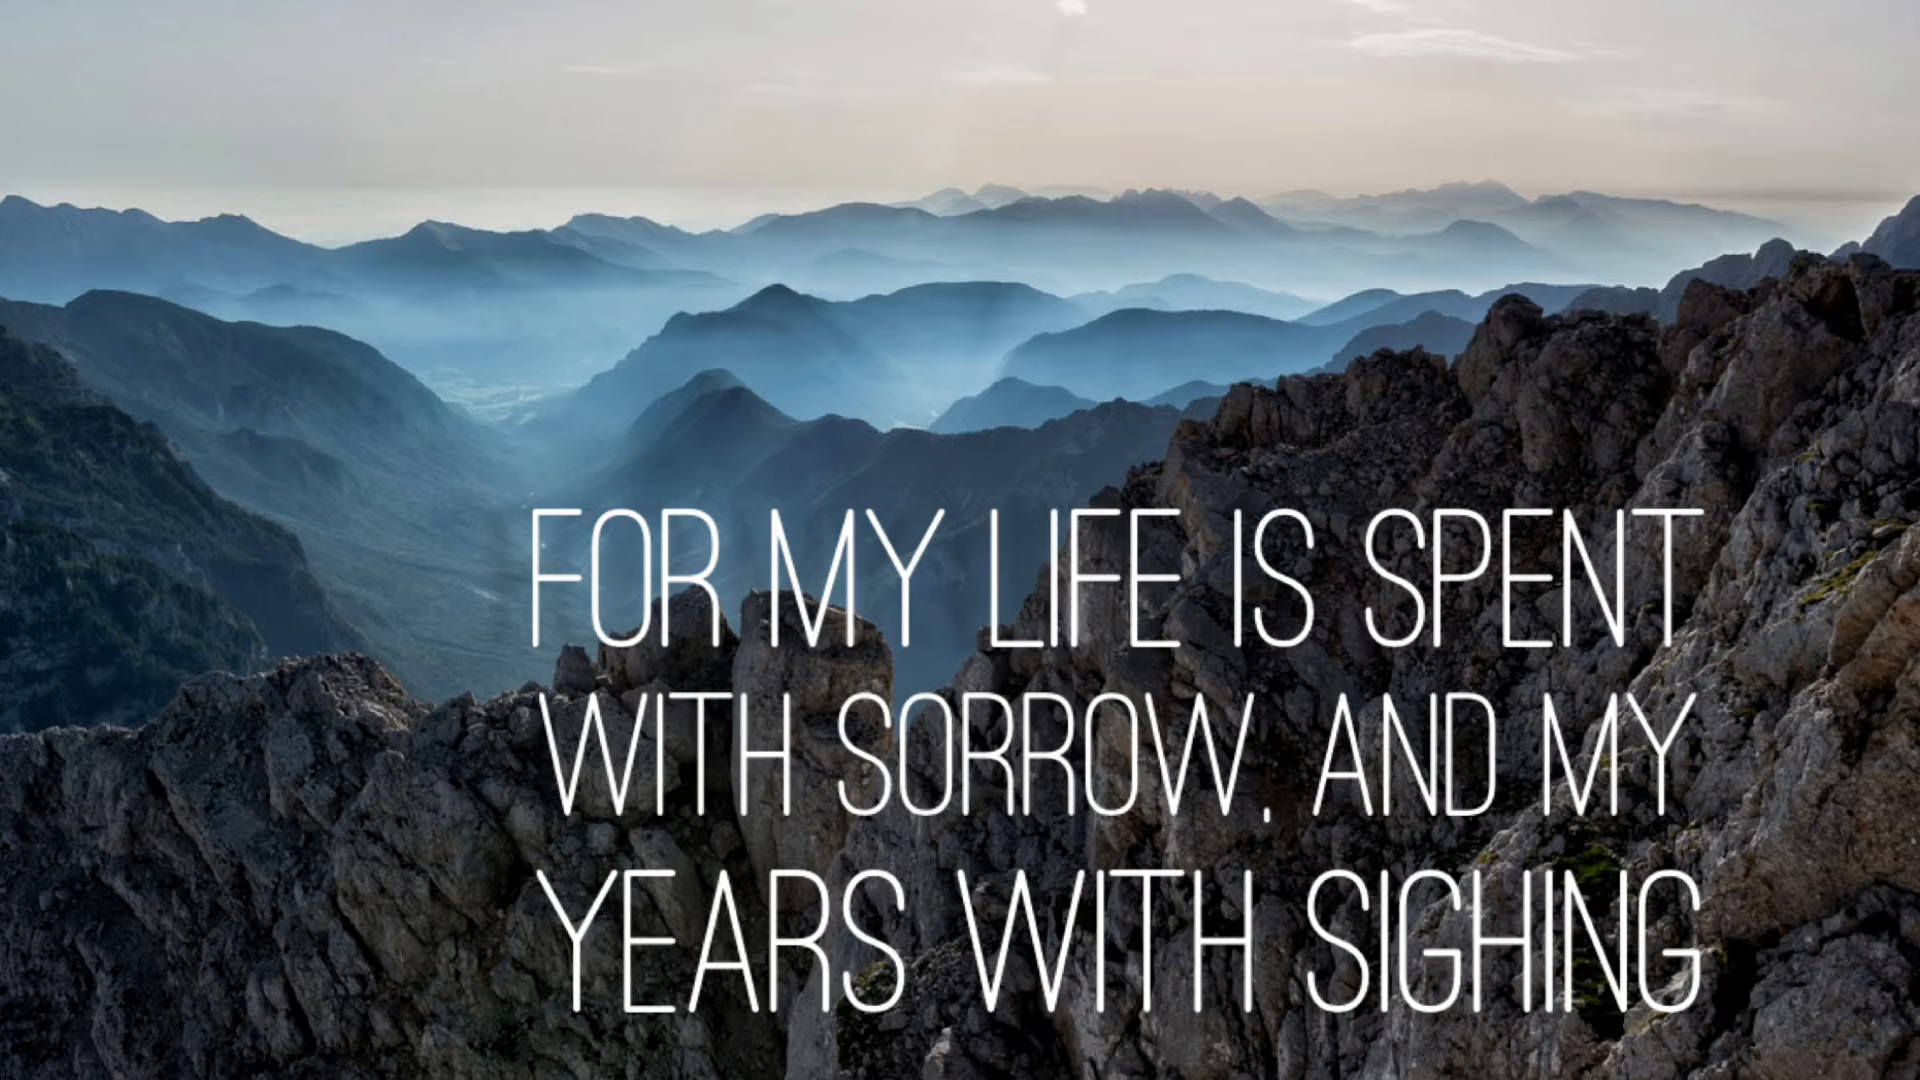 FOR MY LIFE IS SPENT
WITH SORROW, AND MY
YEARS WITH SIGHING